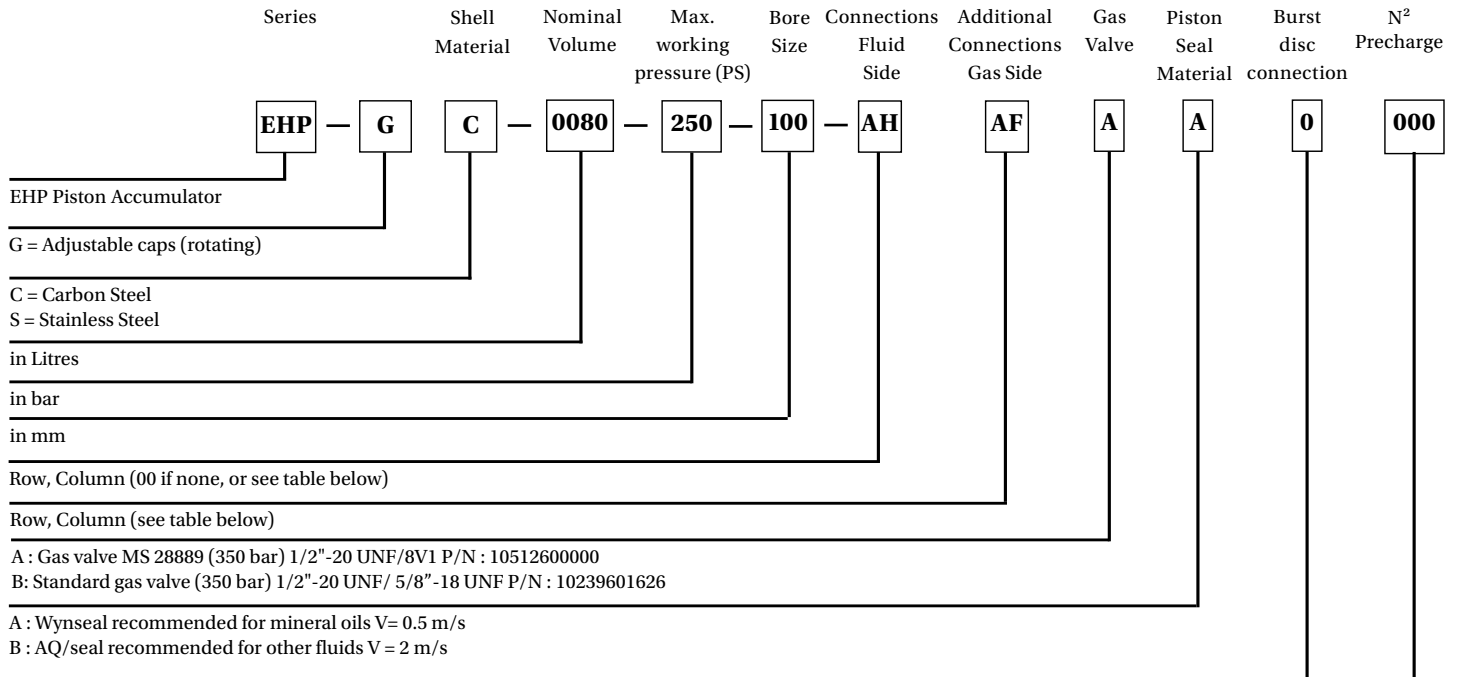 Series Shell Nominal Max. Bore Connections Additional Gas Piston Burst N²
Material Volume working Size Fluid Connections Valve Seal disc Precharge
pressure (PS) Side Gas Side Material connection
EHP — G C — 0080 — 250 — 100 — AH AF A A 0 000
EHP Piston Accumulator
G = Adjustable caps (rotating)
C = Carbon Steel
S = Stainless Steel
in Litres
in bar
in mm
Row, Column (00 if none, or see table below)
Row, Column (see table below)
A : Gas valve MS 28889 (350 bar) 1/2"-20 UNF/8V1 P/N : 10512600000
B: Standard gas valve (350 bar) 1/2"-20 UNF/ 5/8”-18 UNF P/N : 10239601626
A : Wynseal recommended for mineral oils V= 0.5 m/s
B : AQ/seal recommended for other fluids V = 2 m/s